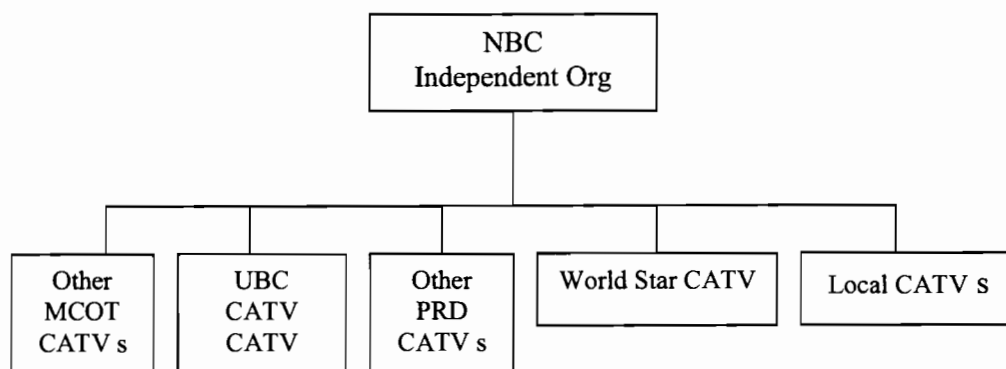 NBC
Independent Org
Other
MCOT
CATV s
UBC
CATV
CATV
Other
PRD
CATV s
World Star CATV
Local CATV s